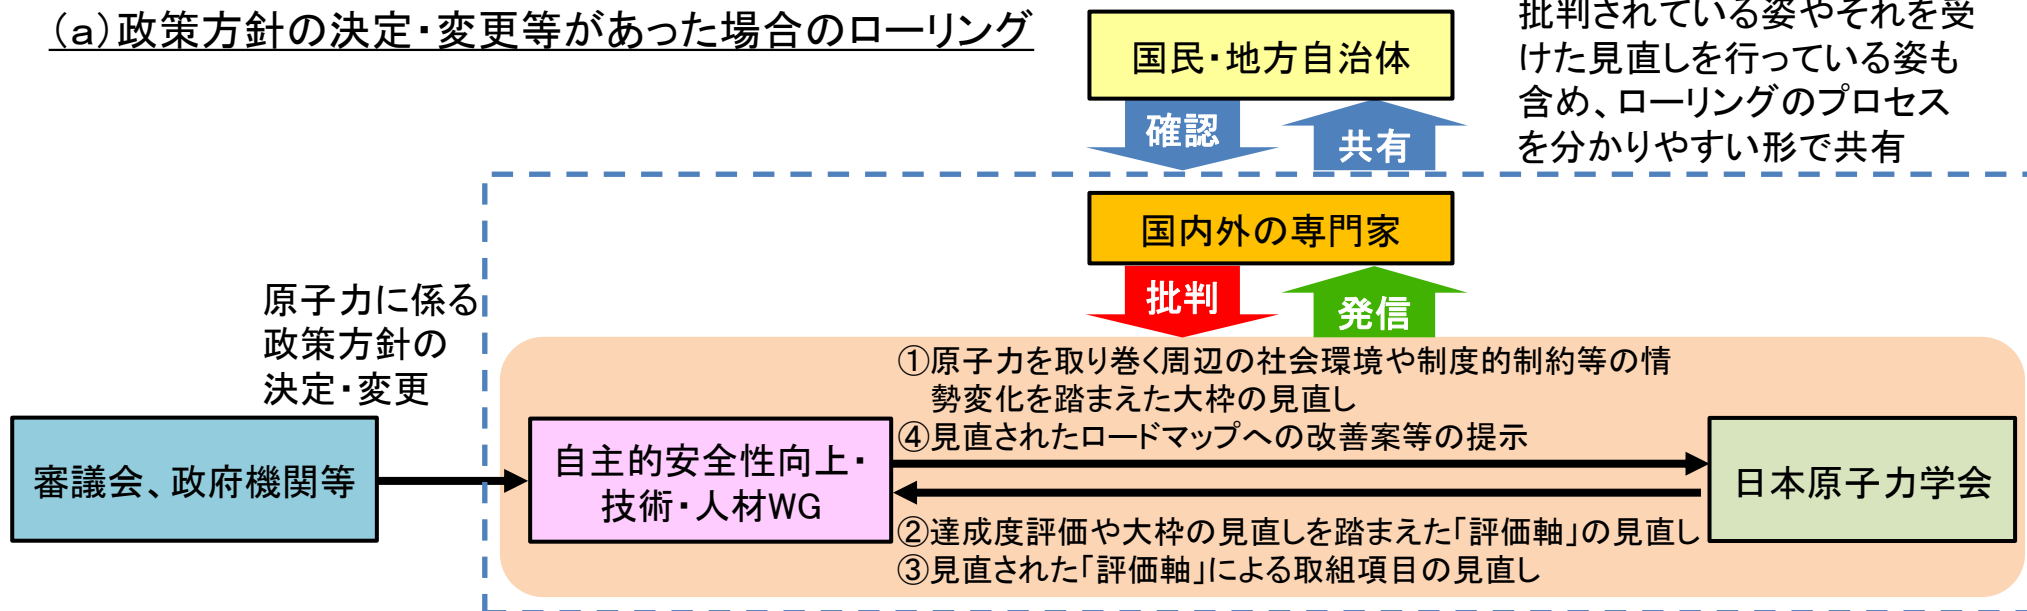 (a)政策方針の決定・変更等があった場合のローリング
国民・地方自治体
批判されている姿やそれを受
けた見直しを行っている姿も
含め、ローリングのプロセス
を分かりやすい形で共有
確認
共有
国内外の専門家
批判
発信
原子力に係る
政策方針の
決定・変更
①原子力を取り巻く周辺の社会環境や制度的制約等の情
勢変化を踏まえた大枠の見直し
④見直されたロードマップへの改善案等の提示
審議会、政府機関等
自主的安全性向上・
技術・人材WG
日本原子力学会
②達成度評価や大枠の見直しを踏まえた「評価軸」の見直し
③見直された「評価軸」による取組項目の見直し